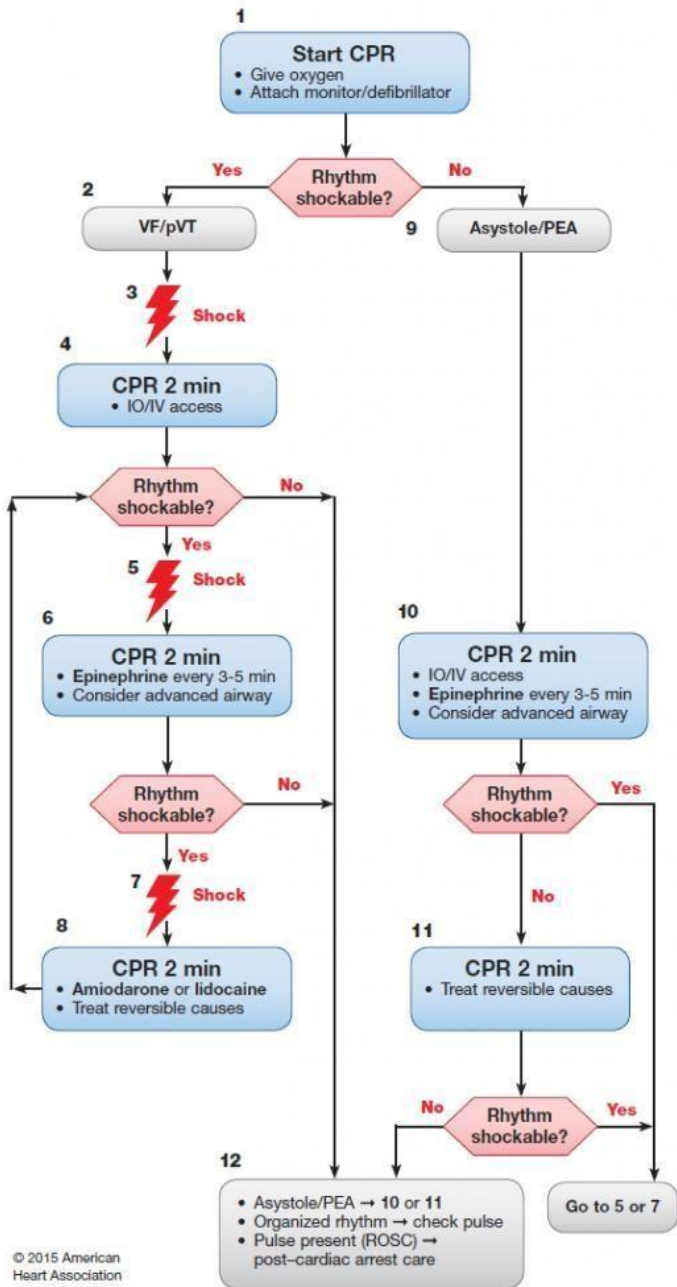 1
Start CPR
• Give oxygen
• Attach monitor/defibrillator
Yes
Rhythm
shockable?
No
2
VF/pVT
9
Asystole/PEA
3
Shock
4
CPR 2 min
• IO/IV access
Rhythm
shockable?
No
Yes
5
Shock
6
CPR 2 min
• Epinephrine every 3-5 min
• Consider advanced airway
Rhythm
shockable?
No
Yes
7
Shock
8
CPR 2 min
• Amiodarone or lidocaine
• Treat reversible causes
10
CPR 2 min
• IO/IV access
• Epinephrine every 3-5 min
• Consider advanced airway
Rhythm
shockable?
Yes
No
11
CPR 2 min
• Treat reversible causes
No
Rhythm
shockable?
Yes
12
• Asystole/PEA → 10 or 11
• Organized rhythm → check pulse
• Pulse present (ROSC) →
post–cardiac arrest care
Go to 5 or 7
© 2015 American
Heart Association